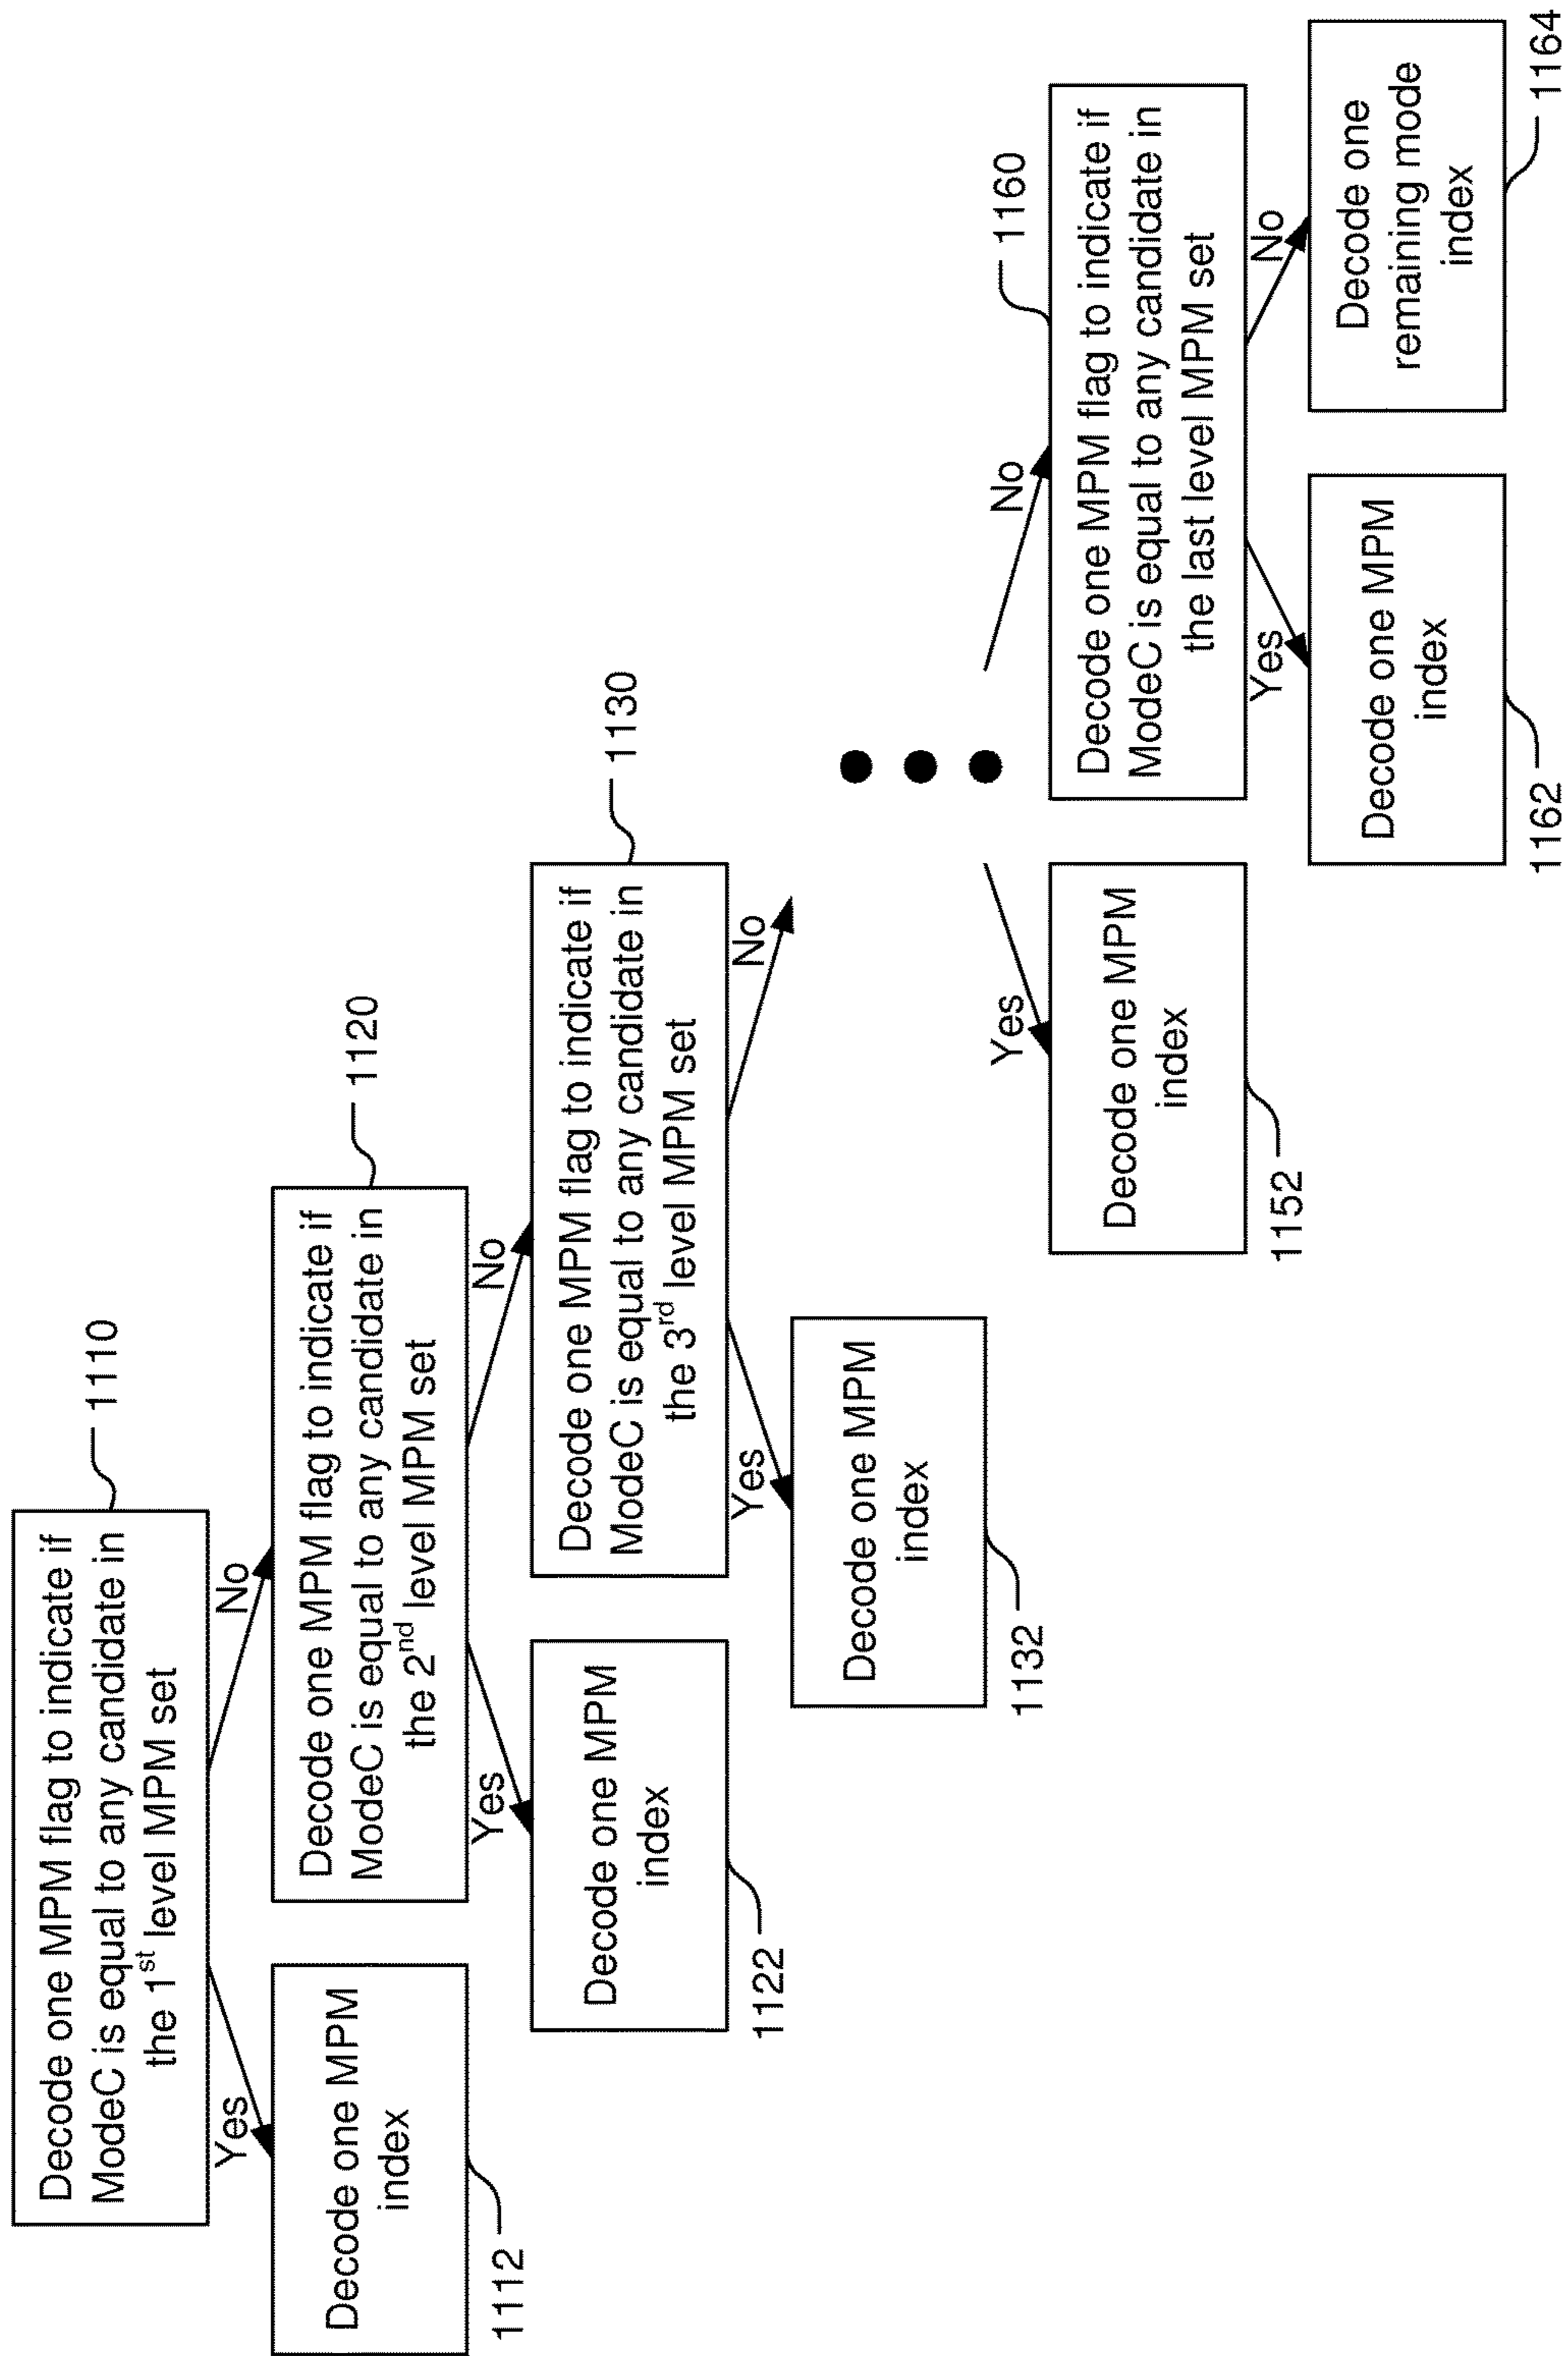 Decode one MPM flag to indicate if
ModeC is equal to any candidate in
the 1st level MPM set
1110
Yes
No
Decode one MPM
index
1112
Decode one MPM flag to indicate if
ModeC is equal to any candidate in
the 2nd level MPM set
1120
Yes
No
Decode one MPM
index
1122
Decode one MPM flag to indicate if
ModeC is equal to any candidate in
the 3rd level MPM set
1130
Yes
No
Decode one MPM
index
1132
Yes
No
Decode one MPM
index
1152
Decode one MPM flag to indicate if
ModeC is equal to any candidate in
the last level MPM set
1160
Yes
No
Decode one MPM
index
1162
Decode one
remaining mode
index
1164